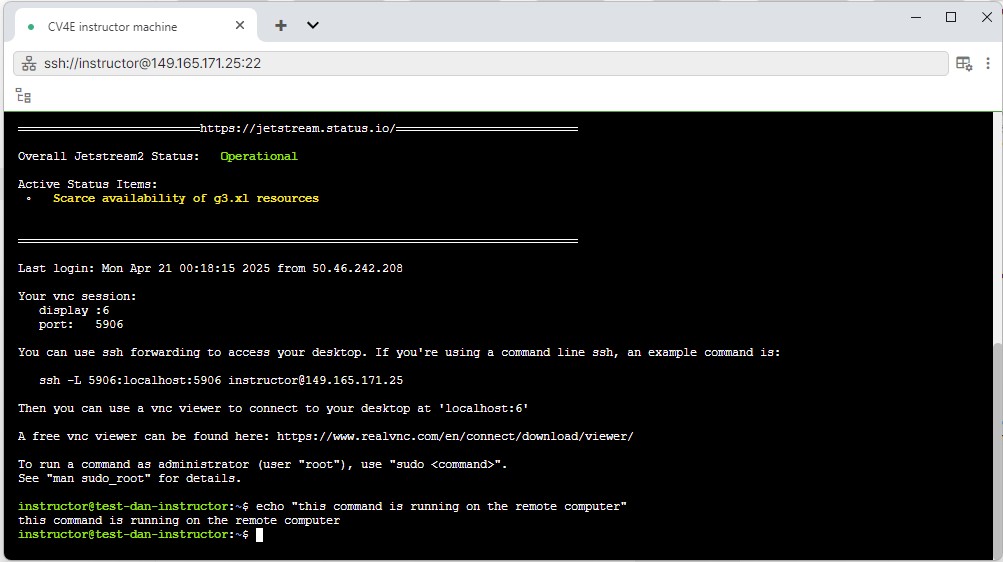 CV4E instructor machine
ssh://instructor@149.165.171.25:22
https://jetstream.status.io/
Overall Jetstream2 Status: Operational
Active Status Items:
Scarce availability of g3.xl resources
Last login: Mon Apr 21 00:18:15 2025 from 50.46.242.208
Your vnc session:
display :6
port: 5906
You can use ssh forwarding to access your desktop. If you're using a command line ssh, an example command is:
ssh -L 5906:localhost:5906 instructor@149.165.171.25
Then you can use a vnc viewer to connect to your desktop at 'localhost:6'
A free vnc viewer can be found here: https://www.realvnc.com/en/connect/download/viewer/
To run a command as administrator (user "root"), use "sudo <command>".
See "man sudo_root" for details.
instructor@test-dan-instructor:~$ echo "this command is running on the remote computer"
this command is running on the remote computer
instructor@test-dan-instructor:~$